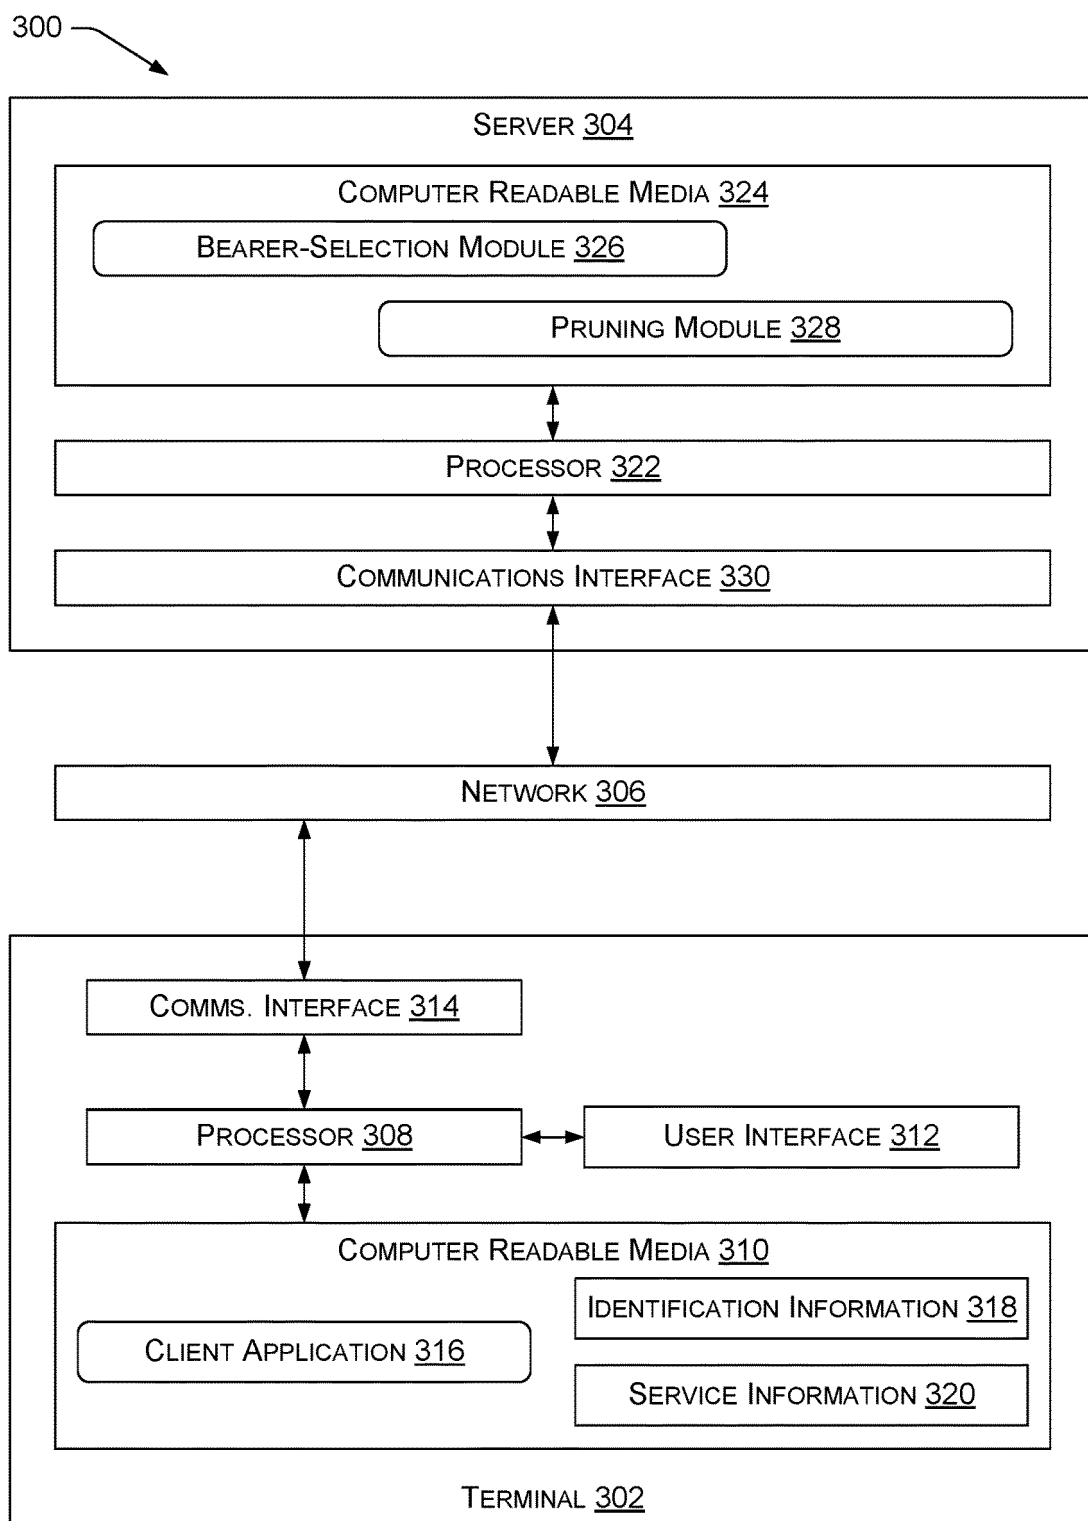 300
SERVER 304
COMPUTER READABLE MEDIA 324
BEARER-SELECTION MODULE 326
PRUNING MODULE 328
PROCESSOR 322
COMMUNICATIONS INTERFACE 330
NETWORK 306
COMMS. INTERFACE 314
PROCESSOR 308
USER INTERFACE 312
COMPUTER READABLE MEDIA 310
IDENTIFICATION INFORMATION 318
CLIENT APPLICATION 316
SERVICE INFORMATION 320
TERMINAL 302